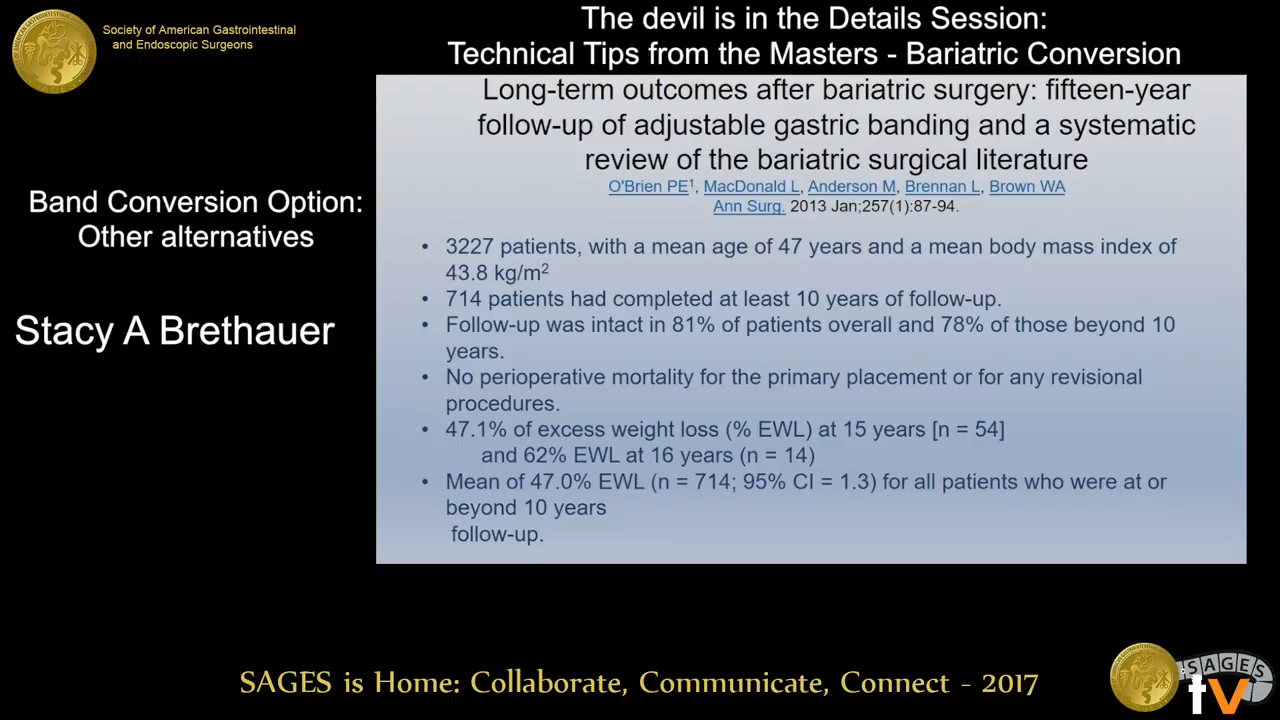 Society of American Gastrointestinal
and Endoscopic Surgeons
The devil is in the Details Session:
Technical Tips from the Masters - Bariatric Conversion
Band Conversion Option:
Other alternatives
Stacy A Brethauer
Long-term outcomes after bariatric surgery: fifteen-year
follow-up of adjustable gastric banding and a systematic
review of the bariatric surgical literature
O'Brien PE¹, MacDonald L, Anderson M, Brennan L, Brown WA
Ann Surg. 2013 Jan;257(1):87-94.
• 3227 patients, with a mean age of 47 years and a mean body mass index of
43.8 kg/m²
• 714 patients had completed at least 10 years of follow-up.
• Follow-up was intact in 81% of patients overall and 78% of those beyond 10
years.
• No perioperative mortality for the primary placement or for any revisional
procedures.
• 47.1% of excess weight loss (% EWL) at 15 years [n = 54]
and 62% EWL at 16 years (n = 14)
• Mean of 47.0% EWL (n = 714; 95% CI = 1.3) for all patients who were at or
beyond 10 years
follow-up.
SAGES is Home: Collaborate, Communicate, Connect - 2017
SAGES
tV